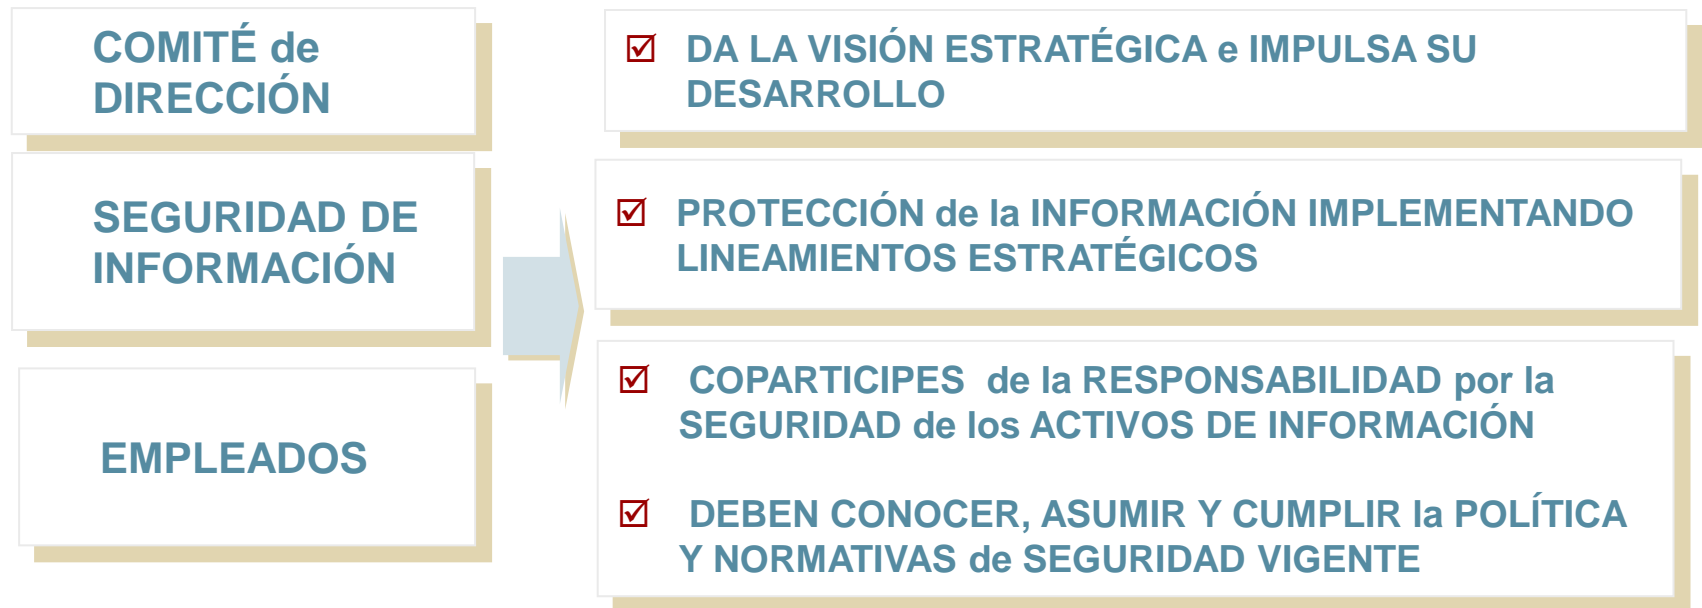 COMITÉ de
DIRECCIÓN
DA LA VISIÓN ESTRATÉGICA e IMPULSA SU
DESARROLLO
SEGURIDAD DE
INFORMACIÓN
PROTECCIÓN de la INFORMACIÓN IMPLEMENTANDO
LINEAMIENTOS ESTRATÉGICOS
EMPLEADOS
COPARTICIPES de la RESPONSABILIDAD por la
SEGURIDAD de los ACTIVOS DE INFORMACIÓN
DEBEN CONOCER, ASUMIR Y CUMPLIR la POLÍTICA
Y NORMATIVAS de SEGURIDAD VIGENTE